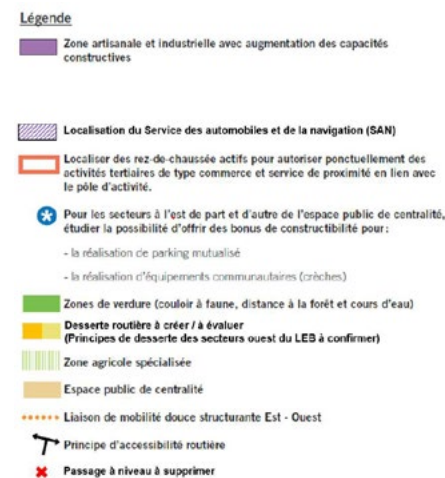 Légende
Zone artisanale et industrielle avec augmentation des capacités
constructives
Localisation du Service des automobiles et de la navigation (SAN)
Localiser des rez-de-chaussée actifs pour autoriser ponctuellement des
activités tertiaires de type commerce et service de proximité en lien avec
le pôle d'activité.
Pour les secteurs à l'est de part et d'autre de l'espace public de centralité,
étudier la possibilité d'offrir des bonus de constructibilité pour :
- la réalisation de parking mutualisé
- la réalisation d'équipements communautaires (crèches)
Zones de verdure (couloir à faune, distance à la forêt et cours d'eau)
Desserte routière à créer / à évaluer
(Principes de desserte des secteurs ouest du LEB à confirmer)
Zone agricole spécialisée
Espace public de centralité
Liaison de mobilité douce structurante Est - Ouest
Principe d'accessibilité routière
Passage à niveau à supprimer